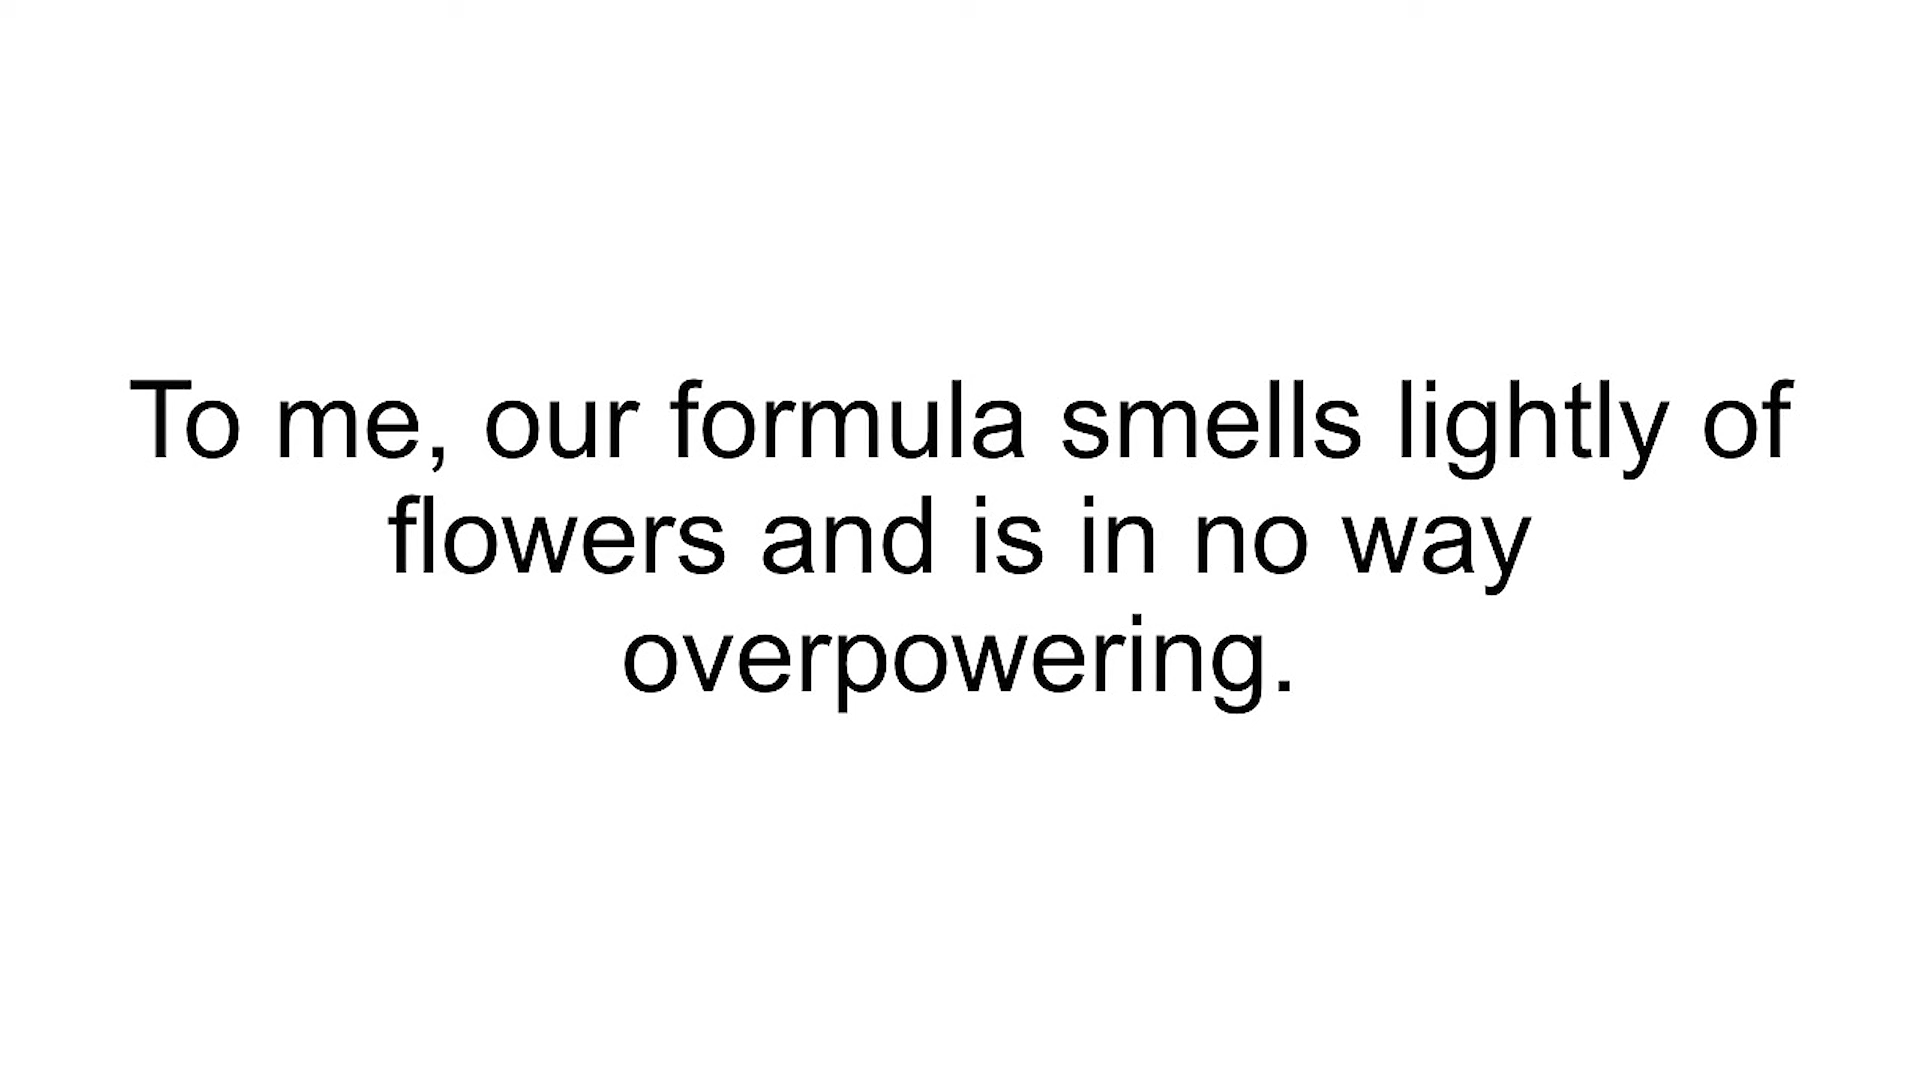 To me, our formula smells lightly of
flowers and is in no way
overpowering.